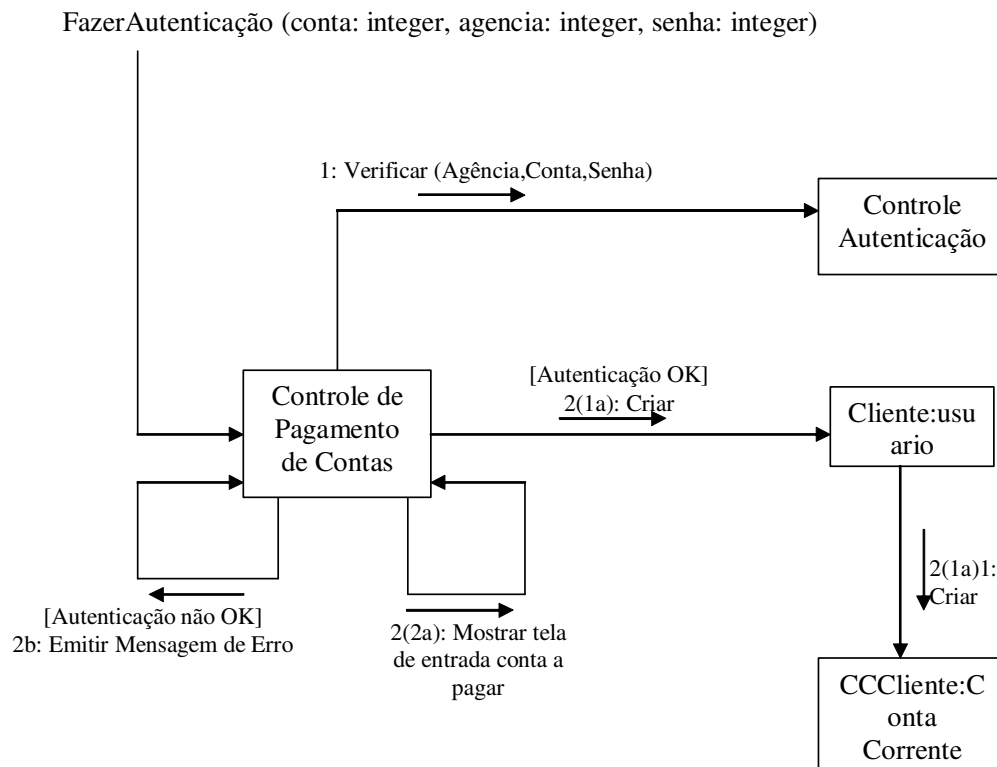 FazerAutenticação (conta: integer, agencia: integer, senha: integer)
1: Verificar (Agência,Conta,Senha)
Controle
Autenticação
[Autenticação OK]
2(1a): Criar
Controle de
Pagamento
de Contas
Cliente:usu
ario
2(1a)1:
Criar
[Autenticação não OK]
2b: Emitir Mensagem de Erro
2(2a): Mostrar tela
de entrada conta a
pagar
CCCliente:C
onta
Corrente